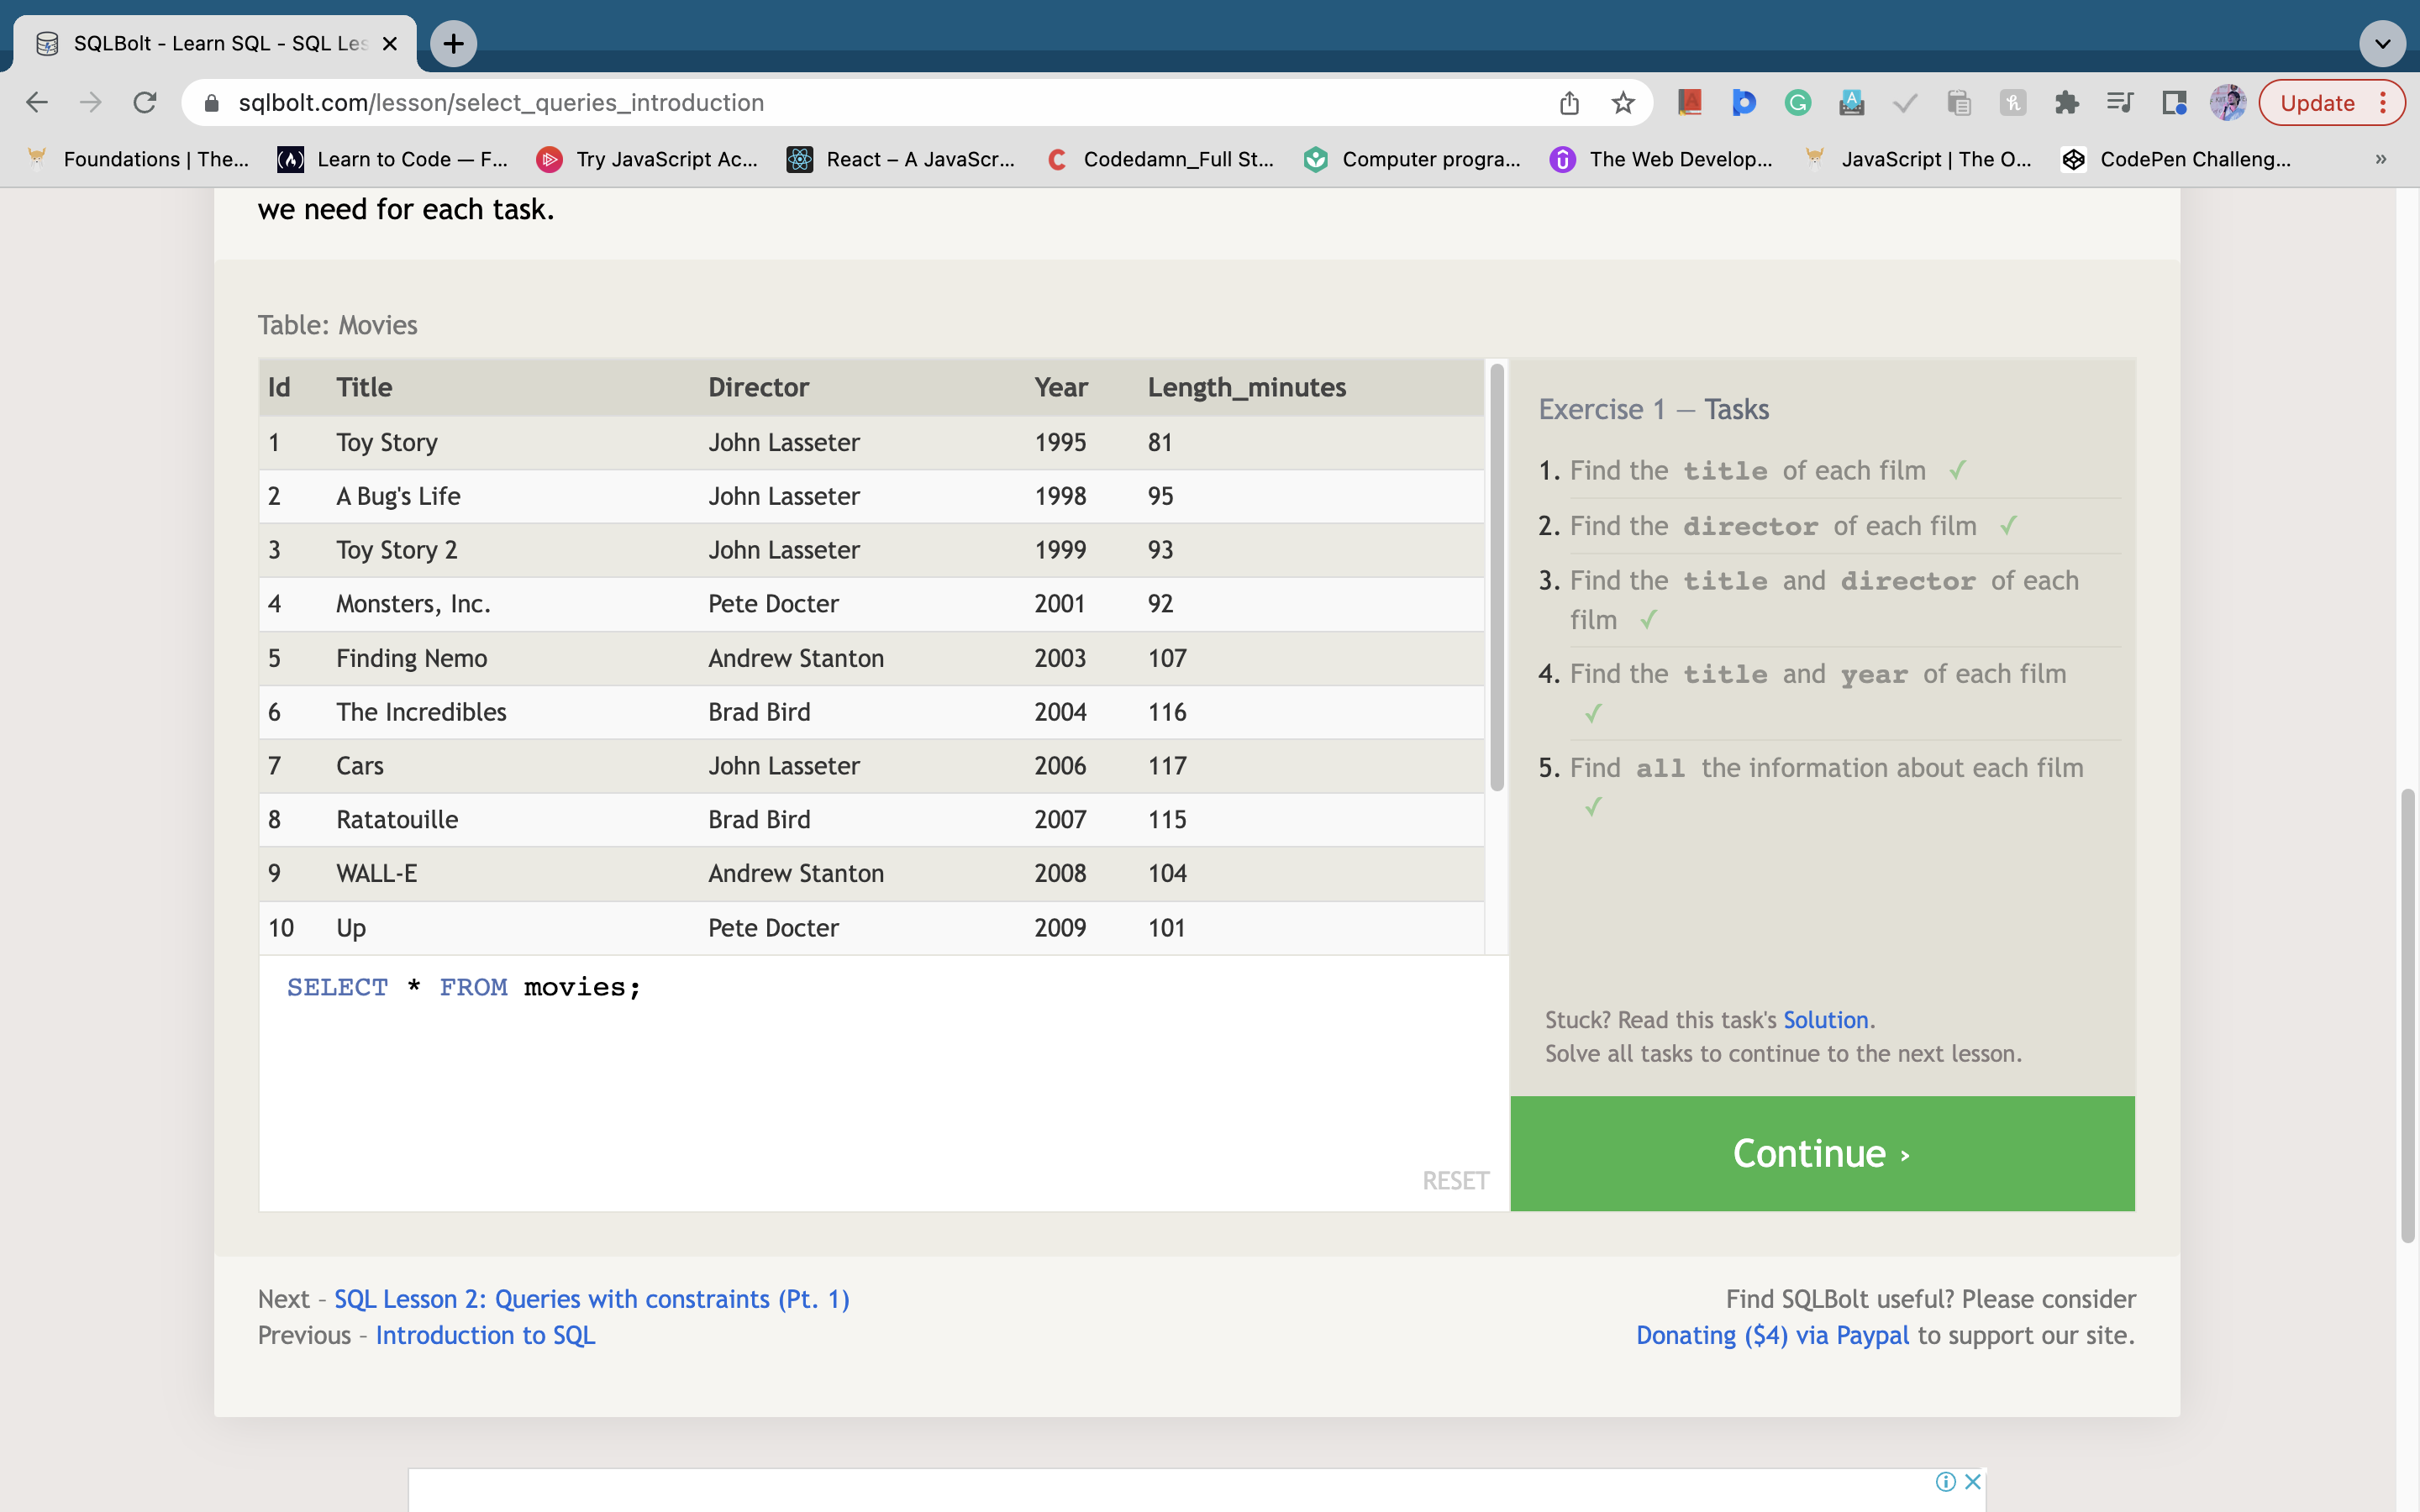 SQLBolt - Learn SQL - SQL Les
sqlbolt.com/lesson/select_queries_introduction
Update
Foundations | The... Learn to Code — F... Try JavaScript Ac... React – A JavaScr... Codedamn_Full St... Computer progra... The Web Develop... JavaScript | The O... CodePen Challeng... »
we need for each task.
Table: Movies
Id Title Director Year Length_minutes
1 Toy Story John Lasseter 1995 81
2 A Bug's Life John Lasseter 1998 95
3 Toy Story 2 John Lasseter 1999 93
4 Monsters, Inc. Pete Docter 2001 92
5 Finding Nemo Andrew Stanton 2003 107
6 The Incredibles Brad Bird 2004 116
7 Cars John Lasseter 2006 117
8 Ratatouille Brad Bird 2007 115
9 WALL-E Andrew Stanton 2008 104
10 Up Pete Docter 2009 101
SELECT * FROM movies;
RESET
Exercise 1 — Tasks
1. Find the title of each film ✓
2. Find the director of each film ✓
3. Find the title and director of each
film ✓
4. Find the title and year of each film
✓
5. Find all the information about each film
✓
Stuck? Read this task's Solution.
Solve all tasks to continue to the next lesson.
Continue ›
Next – SQL Lesson 2: Queries with constraints (Pt. 1)
Previous – Introduction to SQL
Find SQLBolt useful? Please consider
Donating ($4) via Paypal to support our site.